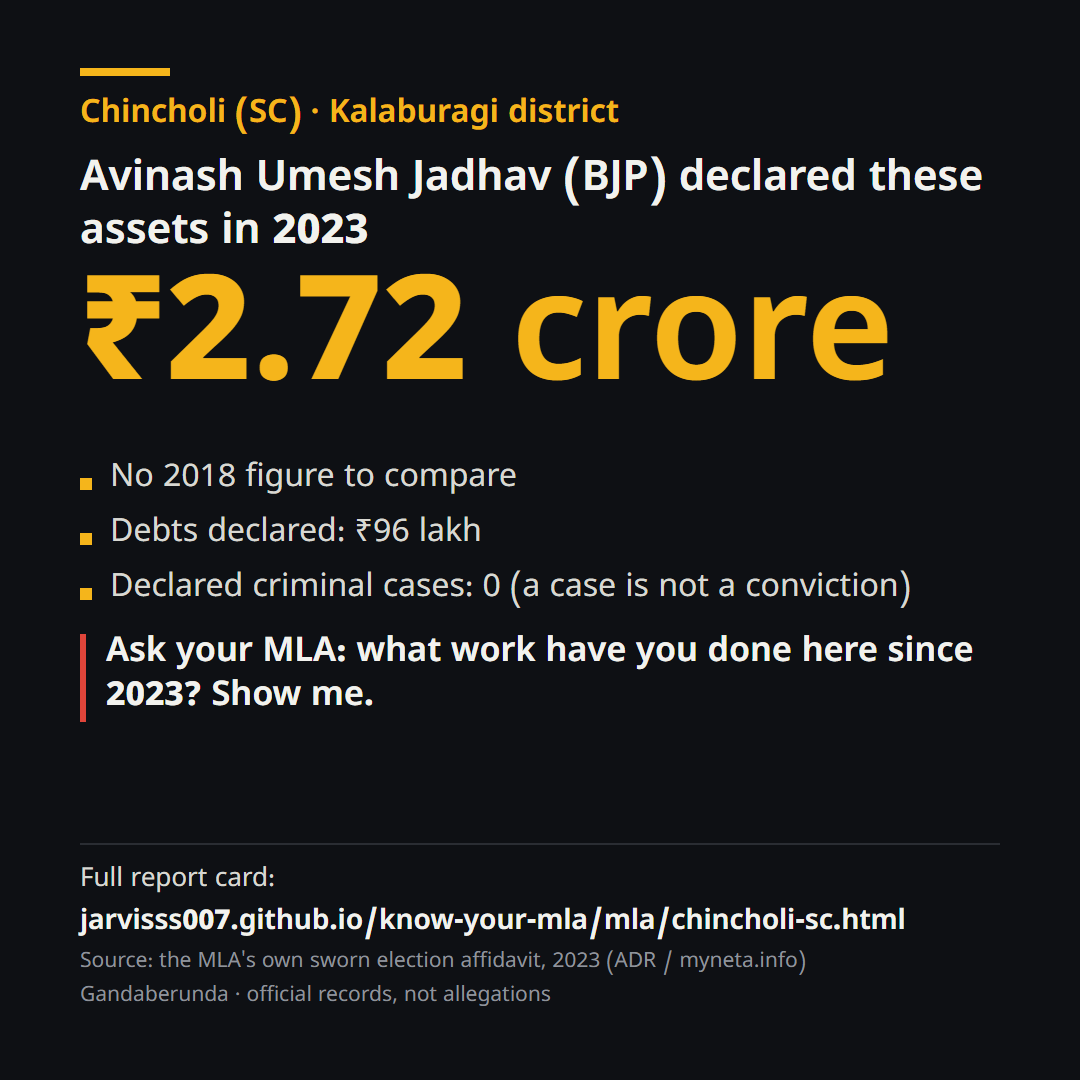 Chincholi (SC) · Kalaburagi district
Avinash Umesh Jadhav (BJP) declared these
assets in 2023
₹2.72 crore
No 2018 figure to compare
Debts declared: ₹96 lakh
Declared criminal cases: 0 (a case is not a conviction)
Ask your MLA: what work have you done here since
2023? Show me.
Full report card:
jarvisss007.github.io/know-your-mla/mla/chincholi-sc.html
Source: the MLA's own sworn election affidavit, 2023 (ADR / myneta.info)
Gandaberunda · official records, not allegations